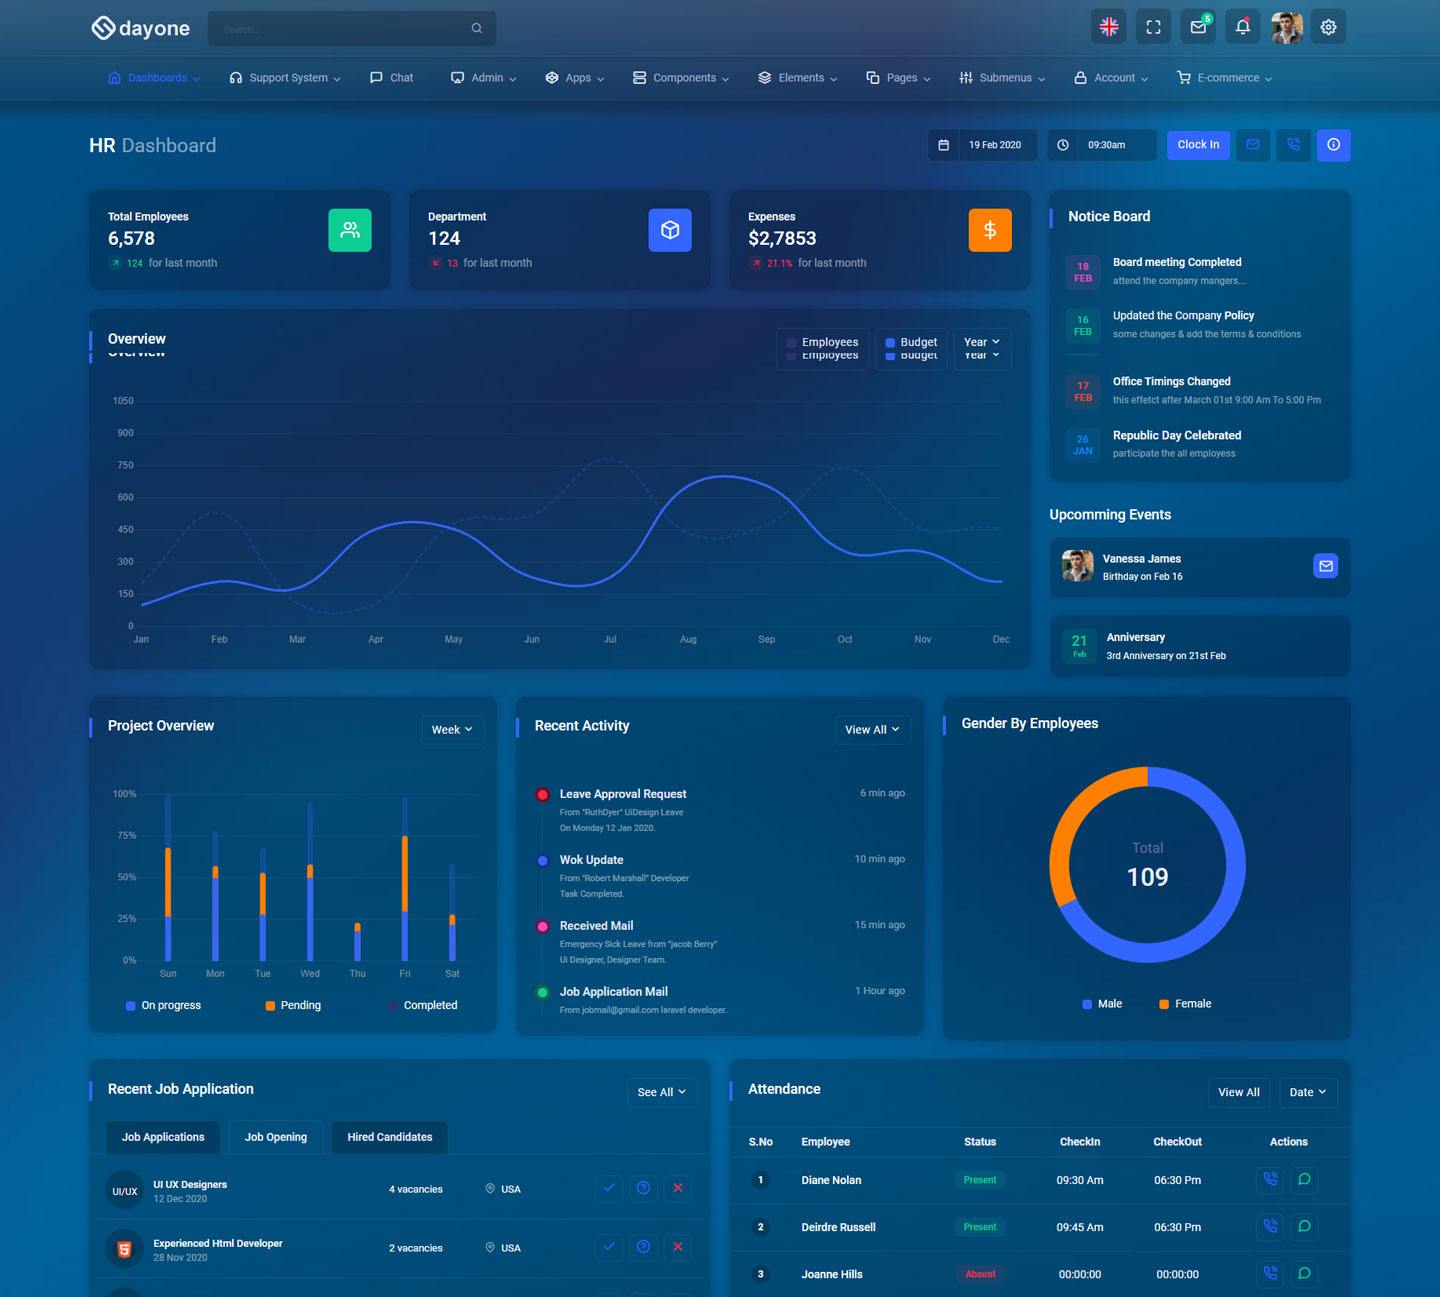 dayone
Search...
5
Dashboards
Support System
Chat
Admin
Apps
Components
Elements
Pages
Submenus
Account
E-commerce
HR Dashboard
19 Feb 2020
09:30am
Clock In
Total Employees
6,578
124 for last month
Department
124
13 for last month
Expenses
$2,7853
21.1% for last month
Notice Board
18 FEB
Board meeting Completed
attend the company mangers...
16 FEB
Updated the Company Policy
some changes & add the terms & conditions
17 FEB
Office Timings Changed
this effetct after March 01st 9:00 Am To 5:00 Pm
26 JAN
Republic Day Celebrated
participate the all employess
Overview
Overview
Employees
Budget
Year
Employees
Budget
Year
1050
900
750
600
450
300
150
0
Jan Feb Mar Apr May Jun Jul Aug Sep Oct Nov Dec
Upcomming Events
Vanessa James
Birthday on Feb 16
21 Feb
Anniversary
3rd Anniversary on 21st Feb
Project Overview
Week
100%
75%
50%
25%
0%
Sun Mon Tue Wed Thu Fri Sat
On progress
Pending
Completed
Recent Activity
View All
Leave Approval Request
6 min ago
From "RuthDyer" UiDesign Leave
On Monday 12 Jan 2020.
Wok Update
10 min ago
From "Robert Marshall" Developer
Task Completed.
Received Mail
15 min ago
Emergency Sick Leave from "jacob Berry"
Ui Designer, Designer Team.
Job Application Mail
1 Hour ago
From jobmail@gmail.com laravel developer.
Gender By Employees
Total
109
Male
Female
Recent Job Application
See All
Job Applications
Job Opening
Hired Candidates
UI/UX
UI UX Designers
12 Dec 2020
4 vacancies
USA
5
Experienced Html Developer
28 Nov 2020
2 vacancies
USA
Attendance
View All
Date
S.No Employee Status CheckIn CheckOut Actions
1 Diane Nolan Present 09:30 Am 06:30 Pm
2 Deirdre Russell Present 09:45 Am 06:30 Pm
3 Joanne Hills Absent 00:00:00 00:00:00